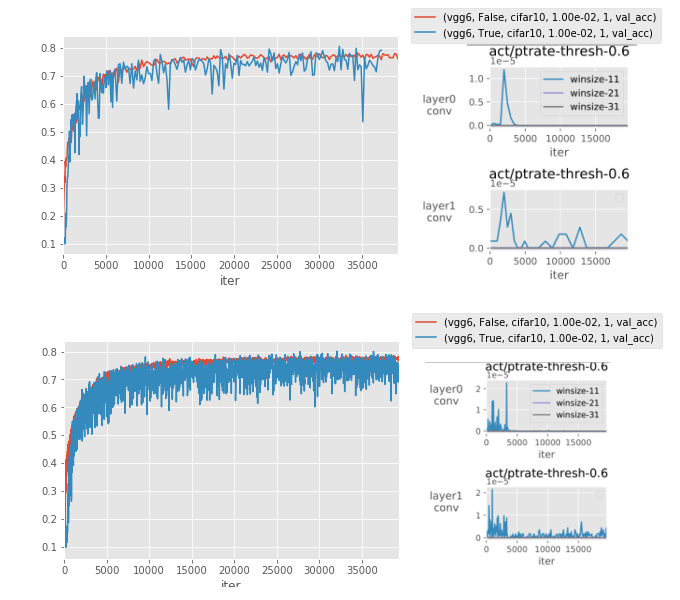 (vgg6, False, cifar10, 1.00e-02, 1, val_acc)
(vgg6, True, cifar10, 1.00e-02, 1, val_acc)
0.8
0.7
0.6
0.5
0.4
0.3
0.2
0.1
0 5000 10000 15000 20000 25000 30000 35000
iter
act/ptrate-thresh-0.6
1e-5
layer0
conv
1.0
0.5
0.0
winsize-11
winsize-21
winsize-31
0 5000 10000 15000
iter
act/ptrate-thresh-0.6
1e-5
layer1
conv
0.5
0.0
0 5000 10000 15000
iter
(vgg6, False, cifar10, 1.00e-02, 1, val_acc)
(vgg6, True, cifar10, 1.00e-02, 1, val_acc)
0.8
0.7
0.6
0.5
0.4
0.3
0.2
0.1
0 5000 10000 15000 20000 25000 30000 35000
iter
act/ptrate-thresh-0.6
1e-5
layer0
conv
2
1
0
winsize-11
winsize-21
winsize-31
0 5000 10000 15000
iter
act/ptrate-thresh-0.6
1e-5
layer1
conv
2
1
0
0 5000 10000 15000
iter